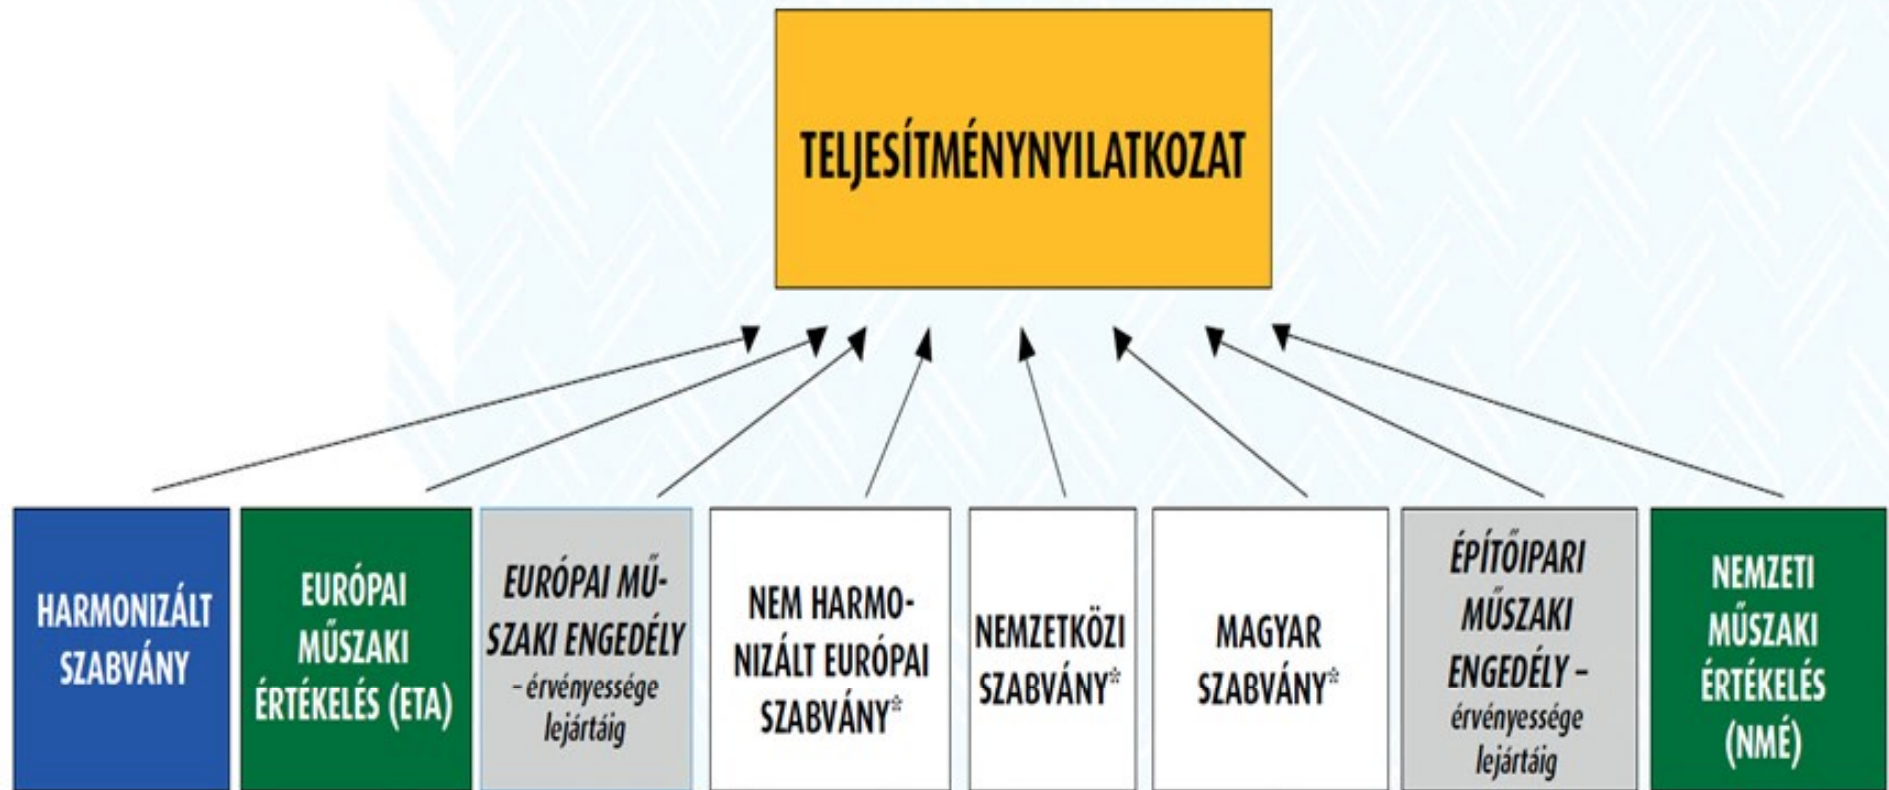 TELJESÍTMÉNYNYILATKOZAT
HARMONIZÁLT
SZABVÁNY
EURÓPAI
MŰSZAKI
ÉRTÉKELÉS (ETA)
EURÓPAI MŰ-
SZAKI ENGEDÉLY
– érvényessége
lejártáig
NEM HARMO-
NIZÁLT EURÓPAI
SZABVÁNY*
NEMZETKÖZI
SZABVÁNY*
MAGYAR
SZABVÁNY*
ÉPÍTŐIPARI
MŰSZAKI
ENGEDÉLY –
érvényessége
lejártáig
NEMZETI
MŰSZAKI
ÉRTÉKELÉS
(NMÉ)